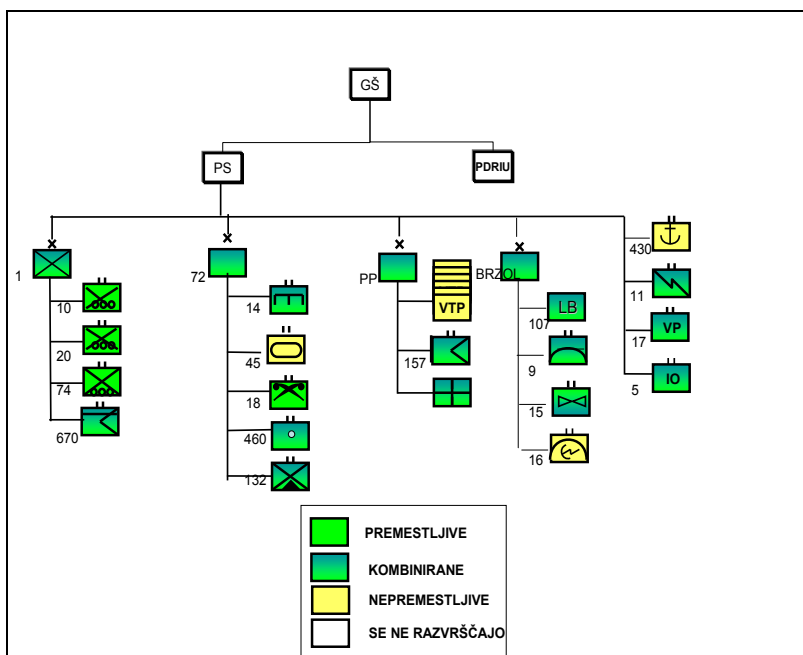 GŠ
PS
PDRIU
1
10
20
74
670
72
14
45
18
460
132
PP
VTP
157
BRZOL
LB
107
9
15
16
430
11
VP
17
IO
5
PREMESTLJIVE
KOMBINIRANE
NEPREMESTLJIVE
SE NE RAZVRŠČAJO